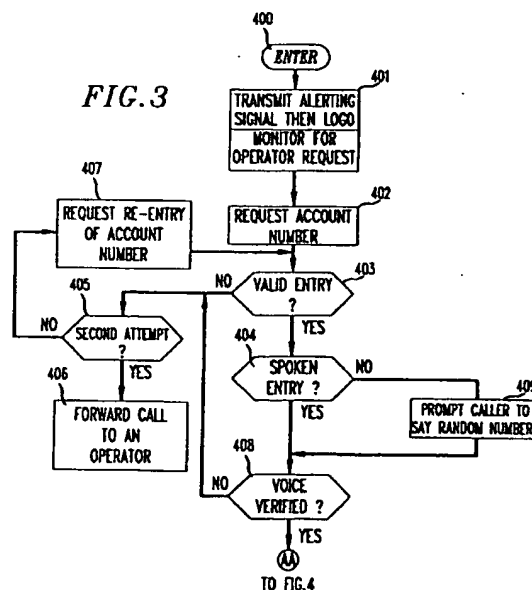 400
ENTER
FIG.3
401
TRANSMIT ALERTING
SIGNAL THEN LOGO
MONITOR FOR
OPERATOR REQUEST
407
REQUEST RE-ENTRY
OF ACCOUNT
NUMBER
402
REQUEST ACCOUNT
NUMBER
403
NO
VALID ENTRY
?
YES
405
NO
SECOND ATTEMPT
?
YES
404
SPOKEN
ENTRY ?
NO
YES
406
FORWARD CALL
TO AN
OPERATOR
409
PROMPT CALLER TO
SAY RANDOM NUMBER
408
NO
VOICE
VERIFIED ?
YES
AA
TO FIG.4